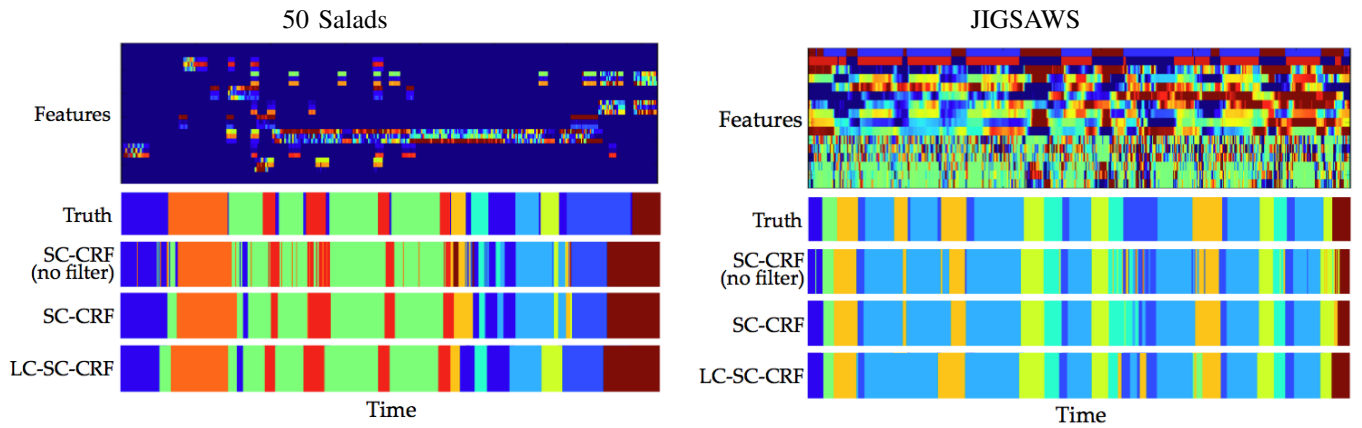 50 Salads
Features
Truth
SC-CRF
(no filter)
SC-CRF
LC-SC-CRF
Time
JIGSAWS
Features
Truth
SC-CRF
(no filter)
SC-CRF
LC-SC-CRF
Time